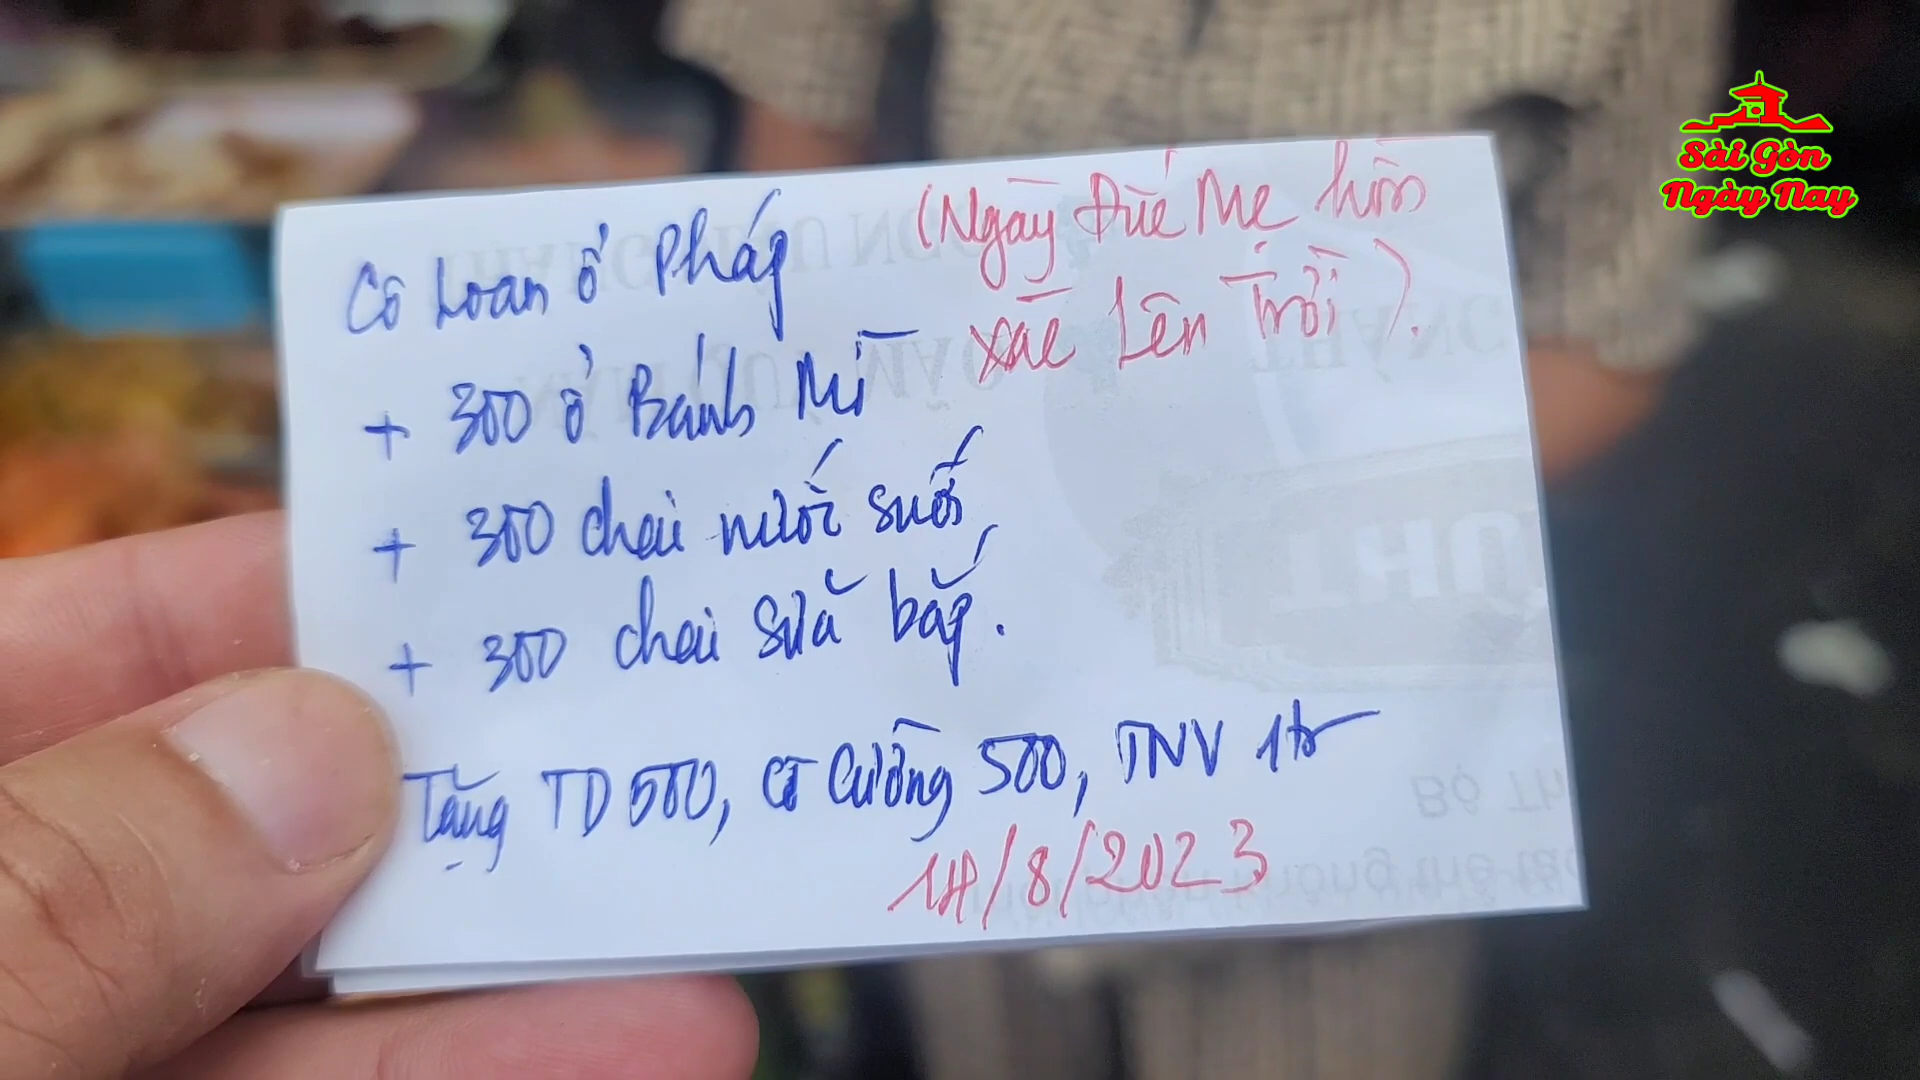 Cô Loan ở Pháp
(Ngày Đức Mẹ hồn
xác Lên Trời).
+ 300 ổ Bánh Mì
+ 300 chai nước suối
+ 300 chai sữa bắp.
Tặng TD 500, Cô Cường 500, TNV 1tr
14/8/2023
Sài Gòn
Ngày Nay